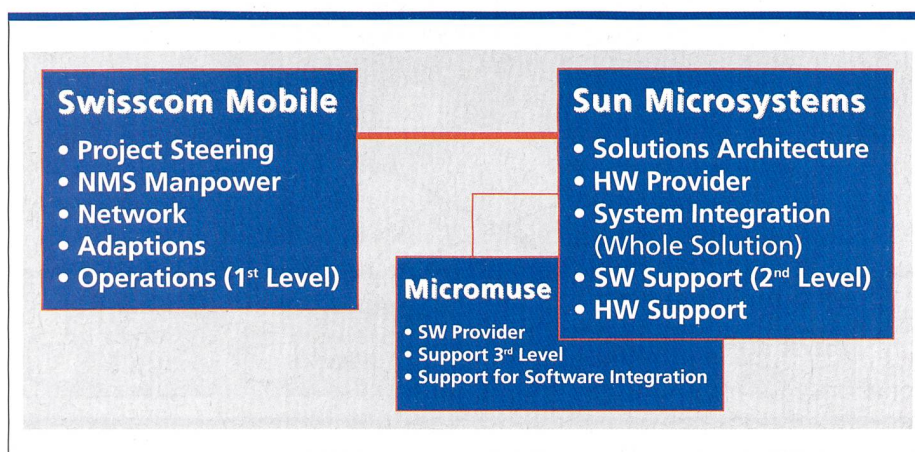 Swisscom Mobile
• Project Steering
• NMS Manpower
• Network
• Adaptions
• Operations (1st Level)
Sun Microsystems
• Solutions Architecture
• HW Provider
• System Integration
(Whole Solution)
• SW Support (2nd Level)
• HW Support
Micromuse
• SW Provider
• Support 3rd Level
• Support for Software Integration